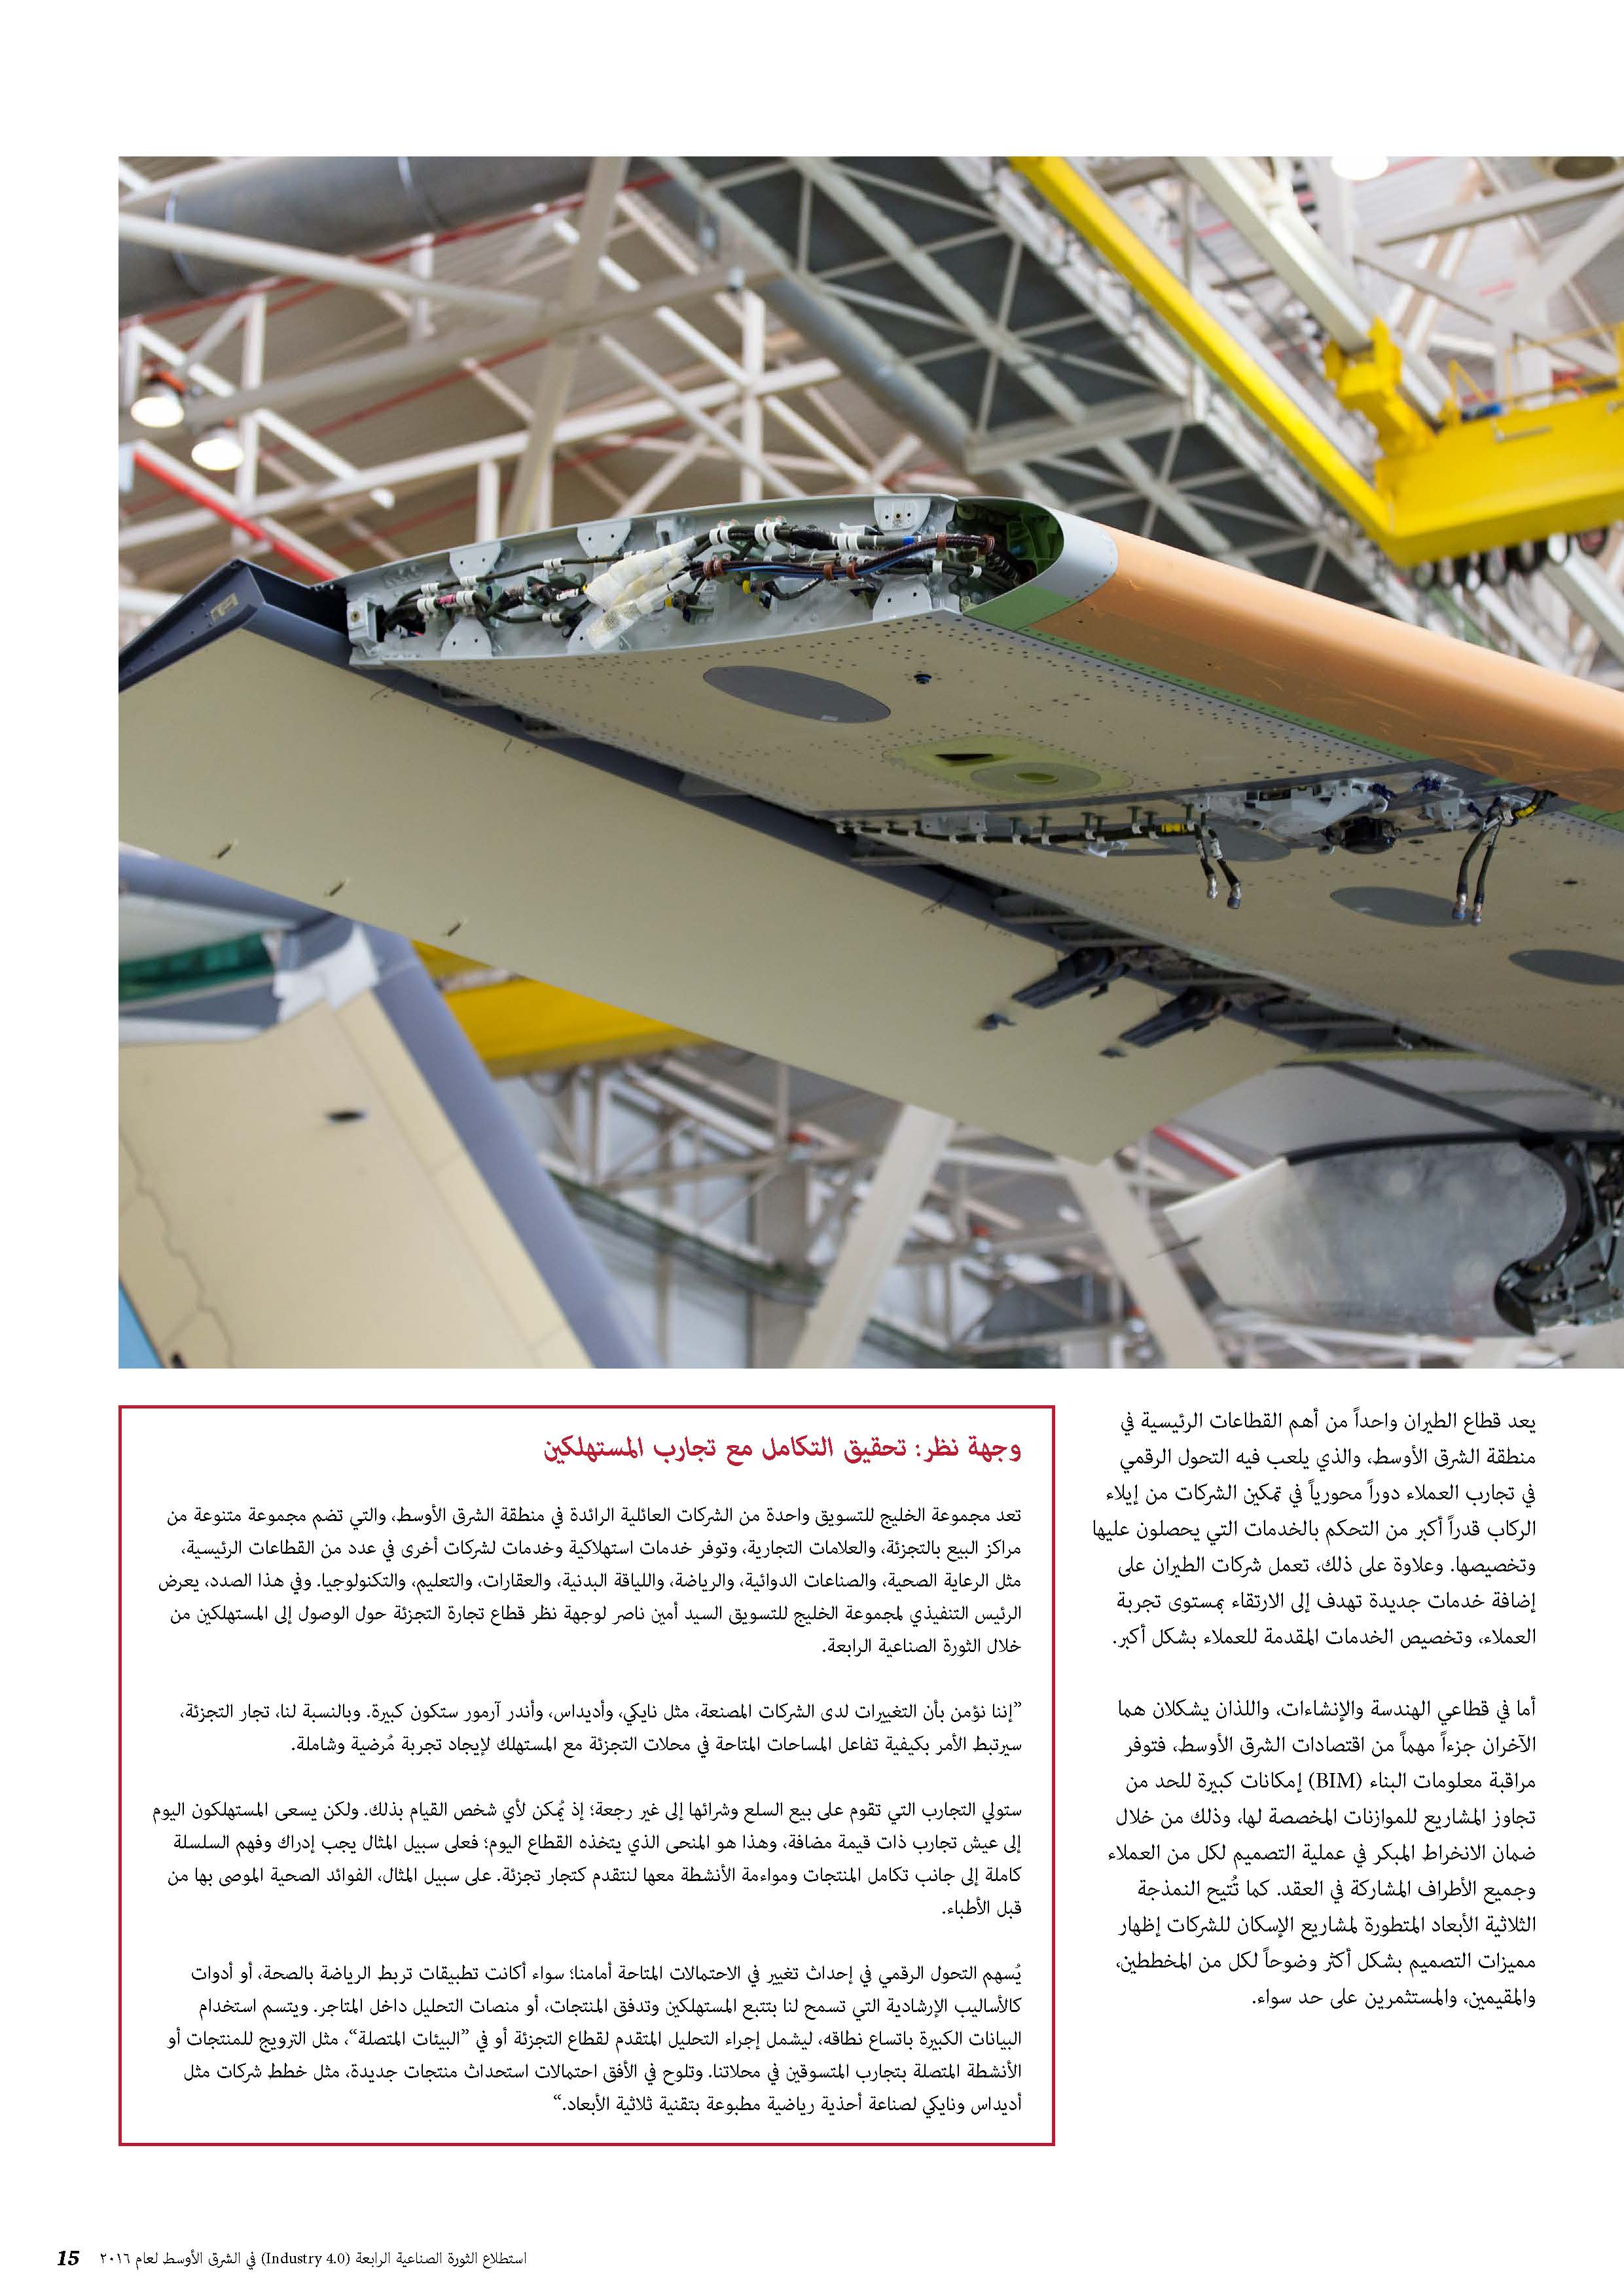 يعد قطاع الطيران واحداً من أهم القطاعات الرئيسية في
منطقة الشرق الأوسط، والذي يلعب فيه التحول الرقمي
في تجارب العملاء دوراً محورياً في تمكين الشركات من إيلاء
الركاب قدراً أكبر من التحكم بالخدمات التي يحصلون عليها
وتخصيصها. وعلاوة على ذلك، تعمل شركات الطيران على
إضافة خدمات جديدة تهدف إلى الارتقاء بمستوى تجربة
العملاء، وتخصيص الخدمات المقدمة للعملاء بشكل أكبر.
أما في قطاعي الهندسة والإنشاءات، واللذان يشكلان هما
الآخران جزءاً مهماً من اقتصادات الشرق الأوسط، فتوفر
مراقبة معلومات البناء (BIM) إمكانات كبيرة للحد من
تجاوز المشاريع للموازنات المخصصة لها، وذلك من خلال
ضمان الانخراط المبكر في عملية التصميم لكل من العملاء
وجميع الأطراف المشاركة في العقد. كما تُتيح النمذجة
الثلاثية الأبعاد المتطورة لمشاريع الإسكان للشركات إظهار
مميزات التصميم بشكل أكثر وضوحاً لكل من المخططين،
والمقيمين، والمستثمرين على حد سواء.
وجهة نظر: تحقيق التكامل مع تجارب المستهلكين
تعد مجموعة الخليج للتسويق واحدة من الشركات العائلية الرائدة في منطقة الشرق الأوسط، والتي تضم مجموعة متنوعة من
مراكز البيع بالتجزئة، والعلامات التجارية، وتوفر خدمات استهلاكية وخدمات لشركات أخرى في عدد من القطاعات الرئيسية،
مثل الرعاية الصحية، والصناعات الدوائية، والرياضة، واللياقة البدنية، والعقارات، والتعليم، والتكنولوجيا. وفي هذا الصدد، يعرض
الرئيس التنفيذي لمجموعة الخليج للتسويق السيد أمين ناصر لوجهة نظر قطاع تجارة التجزئة حول الوصول إلى المستهلكين من
خلال الثورة الصناعية الرابعة.
”إننا نؤمن بأن التغييرات لدى الشركات المصنعة، مثل نايكي، وأديداس، وأندر آرمور ستكون كبيرة. وبالنسبة لنا، تجار التجزئة،
سيرتبط الأمر بكيفية تفاعل المساحات المتاحة في محلات التجزئة مع المستهلك لإيجاد تجربة مُرضية وشاملة.
ستولي التجارب التي تقوم على بيع السلع وشرائها إلى غير رجعة؛ إذ يُمكن لأي شخص القيام بذلك. ولكن يسعى المستهلكون اليوم
إلى عيش تجارب ذات قيمة مضافة، وهذا هو المنحى الذي يتخذه القطاع اليوم؛ فعلى سبيل المثال يجب إدراك وفهم السلسلة
كاملة إلى جانب تكامل المنتجات ومواءمة الأنشطة معها لنتقدم كتجار تجزئة. على سبيل المثال، الفوائد الصحية الموصى بها من
قبل الأطباء.
يُسهم التحول الرقمي في إحداث تغيير في الاحتمالات المتاحة أمامنا؛ سواء أكانت تطبيقات تربط الرياضة بالصحة، أو أدوات
كالأساليب الإرشادية التي تسمح لنا بتتبع المستهلكين وتدفق المنتجات، أو منصات التحليل داخل المتاجر. ويتسم استخدام
البيانات الكبيرة باتساع نطاقه، ليشمل إجراء التحليل المتقدم لقطاع التجزئة أو في ”البيئات المتصلة“، مثل الترويج للمنتجات أو
الأنشطة المتصلة بتجارب المتسوقين في محلاتنا. وتلوح في الأفق احتمالات استحداث منتجات جديدة، مثل خطط شركات مثل
أديداس ونايكي لصناعة أحذية رياضية مطبوعة بتقنية ثلاثية الأبعاد.“
استطلاع الثورة الصناعية الرابعة (Industry 4.0) في الشرق الأوسط لعام ٢٠١٦ 15